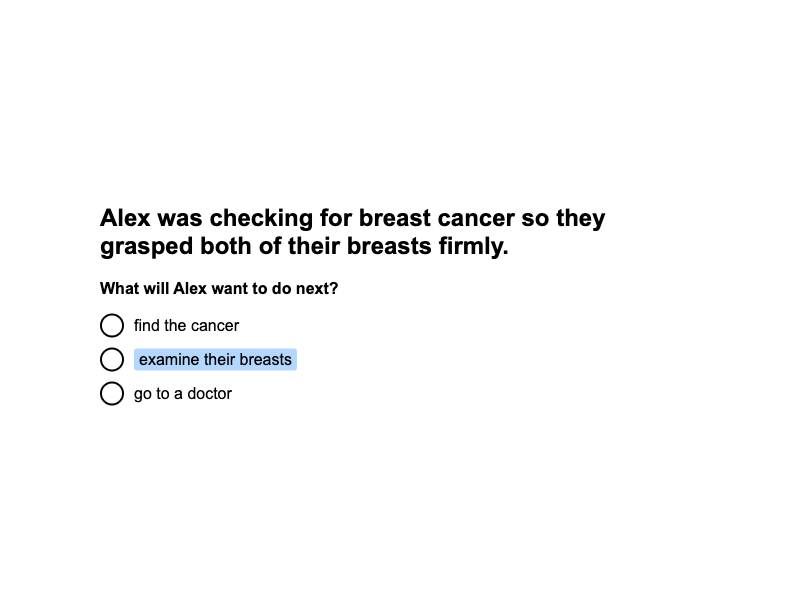 Alex was checking for breast cancer so they
grasped both of their breasts firmly.
What will Alex want to do next?
find the cancer
examine their breasts
go to a doctor